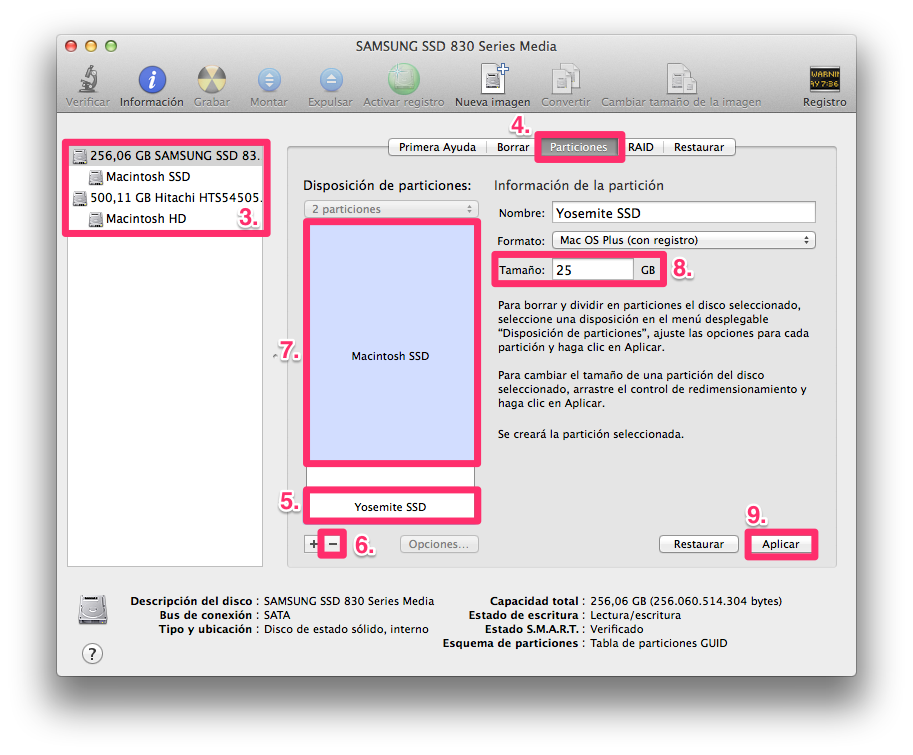 SAMSUNG SSD 830 Series Media
Verificar Información Grabar Montar Expulsar Activar registro Nueva imagen Convertir Cambiar tamaño de la imagen Registro
WARNIN
AY 7:36
4.
256,06 GB SAMSUNG SSD 83.
Macintosh SSD
500,11 GB Hitachi HTS54505.
Macintosh HD
3.
Primera Ayuda Borrar Particiones RAID Restaurar
Disposición de particiones:
2 particiones
7.
Macintosh SSD
5.
Yosemite SSD
+ −
6.
Opciones...
Información de la partición
Nombre: Yosemite SSD
Formato: Mac OS Plus (con registro)
Tamaño: 25 GB 8.
Para borrar y dividir en particiones el disco seleccionado,
seleccione una disposición en el menú desplegable
“Disposición de particiones”, ajuste las opciones para cada
partición y haga clic en Aplicar.
Para cambiar el tamaño de una partición del disco
seleccionado, arrastre el control de redimensionamiento y
haga clic en Aplicar.
Se creará la partición seleccionada.
9.
Restaurar Aplicar
Descripción del disco : SAMSUNG SSD 830 Series Media
Bus de conexión : SATA
Tipo y ubicación : Disco de estado sólido, interno
Capacidad total : 256,06 GB (256.060.514.304 bytes)
Estado de escritura : Lectura/escritura
Estado S.M.A.R.T. : Verificado
Esquema de particiones : Tabla de particiones GUID
?